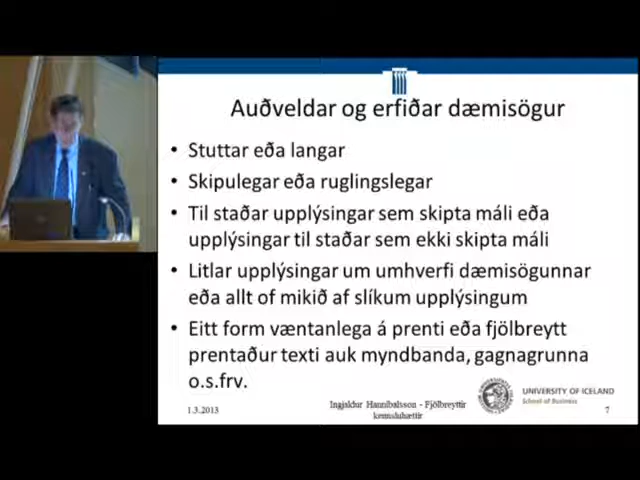 Auðveldar og erfiðar dæmisögur
• Stuttar eða langar
• Skipulegar eða ruglingslegar
• Til staðar upplýsingar sem skipta máli eða
upplýsingar til staðar sem ekki skipta máli
• Litlar upplýsingar um umhverfi dæmisögunnar
eða allt of mikið af slíkum upplýsingum
• Eitt form væntanlega á prenti eða fjölbreytt
prentaður texti auk myndbanda, gagnagrunna
o.s.frv.
1.3.2013
Ingjaldur Hannibalsson - Fjölbreyttir
kennsluhættir
UNIVERSITY OF ICELAND
School of Business
7